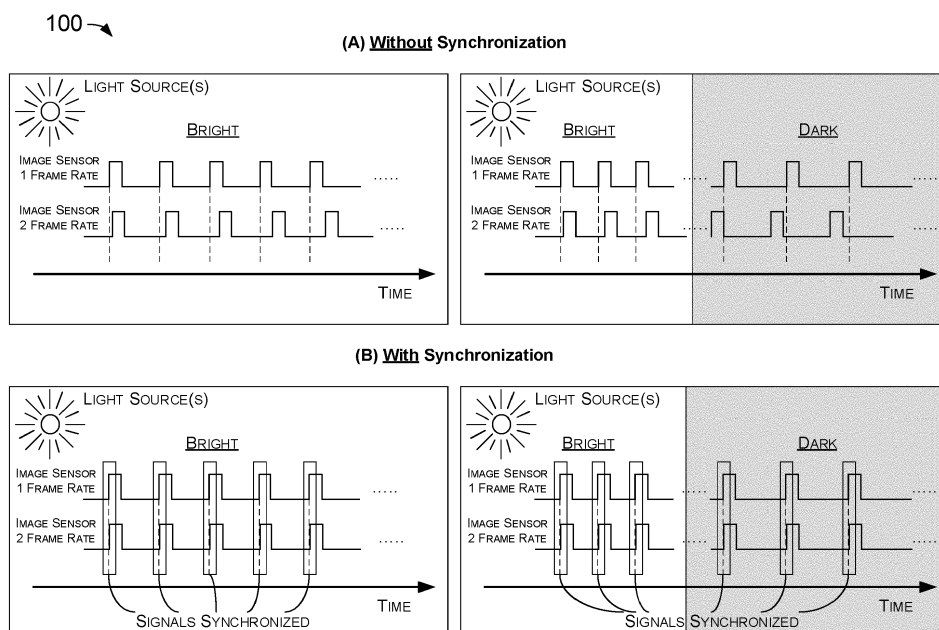 100
(A) Without Synchronization
LIGHT SOURCE(S)
BRIGHT
IMAGE SENSOR
1 FRAME RATE
.....
IMAGE SENSOR
2 FRAME RATE
.....
TIME
LIGHT SOURCE(S)
BRIGHT
DARK
IMAGE SENSOR
1 FRAME RATE
.....
.....
IMAGE SENSOR
2 FRAME RATE
.....
.....
TIME
(B) With Synchronization
LIGHT SOURCE(S)
BRIGHT
IMAGE SENSOR
1 FRAME RATE
.....
IMAGE SENSOR
2 FRAME RATE
.....
TIME
SIGNALS SYNCHRONIZED
LIGHT SOURCE(S)
BRIGHT
DARK
IMAGE SENSOR
1 FRAME RATE
.....
.....
IMAGE SENSOR
2 FRAME RATE
.....
.....
TIME
SIGNALS SYNCHRONIZED